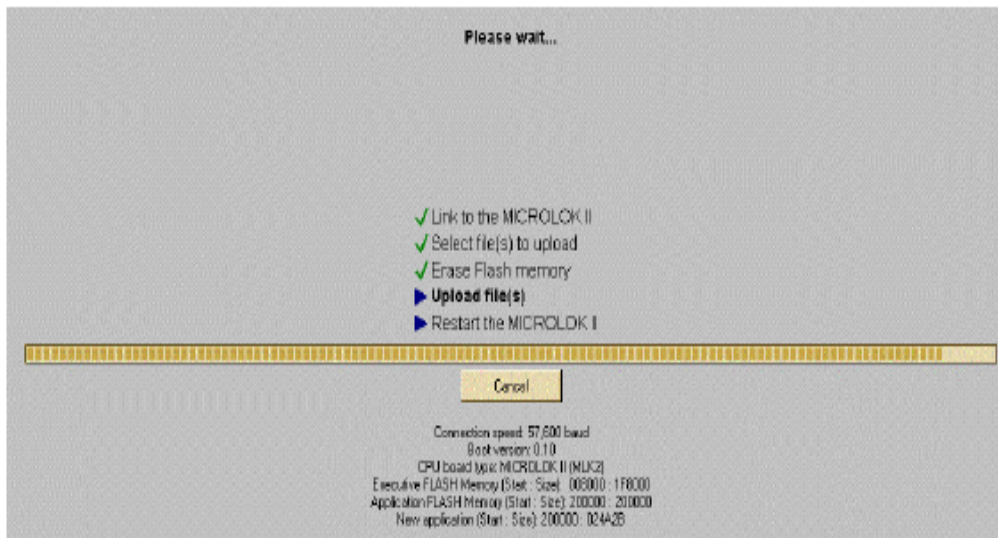 Please wait...
Link to the MICROLOK II
Select file(s) to upload
Erase Flash memory
Upload file(s)
Restart the MICROLOK II
Cancel
Connection speed: 57,600 baud
Boot version: 0.10
CPU board type: MICROLOK II (MLK2)
Executive FLASH Memory (Start : Size): 008000 : 1F8000
Application FLASH Memory (Start : Size): 200000 : 200000
New application (Start : Size): 200000 : 024A2B